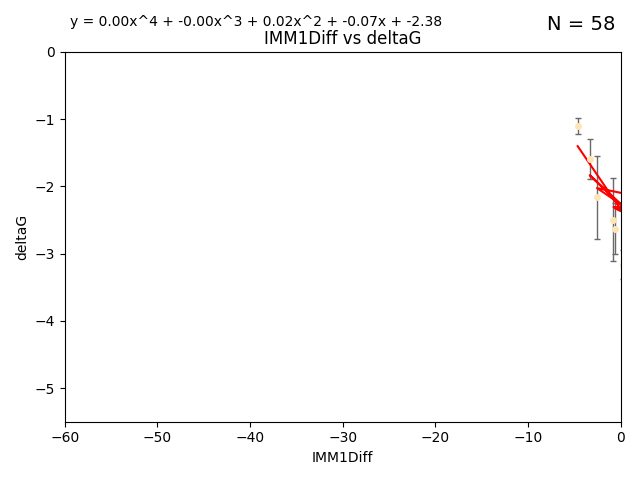 y = 0.00x^4 + -0.00x^3 + 0.02x^2 + -0.07x + -2.38
N = 58
IMM1Diff vs deltaG
0
−1
−2
−3
−4
−5
deltaG
−60 −50 −40 −30 −20 −10 0
IMM1Diff